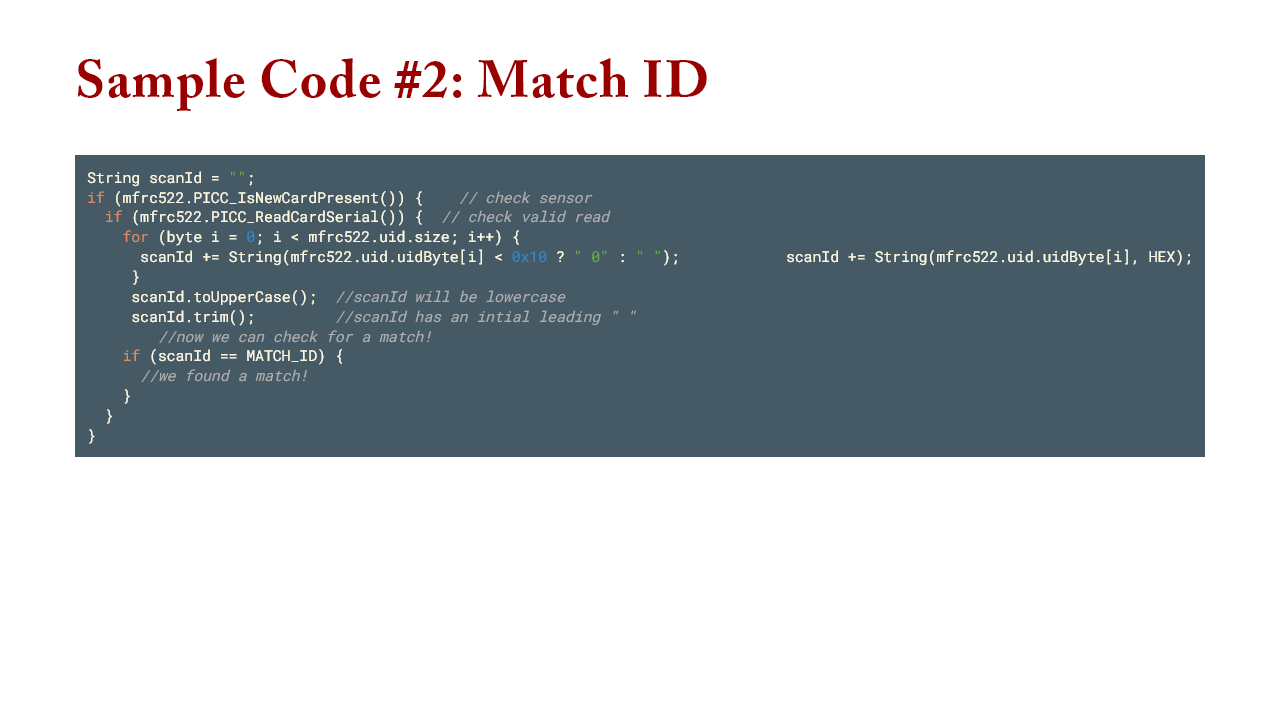 Sample Code #2: Match ID
String scanId = "";
if (mfrc522.PICC_IsNewCardPresent()) {    // check sensor
  if (mfrc522.PICC_ReadCardSerial()) {  // check valid read
    for (byte i = 0; i < mfrc522.uid.size; i++) {
      scanId += String(mfrc522.uid.uidByte[i] < 0x10 ? " 0" : " ");            scanId += String(mfrc522.uid.uidByte[i], HEX);
     }
     scanId.toUpperCase();  //scanId will be lowercase
     scanId.trim();         //scanId has an intial leading " "
        //now we can check for a match!
    if (scanId == MATCH_ID) {
      //we found a match!
    }
  }
}